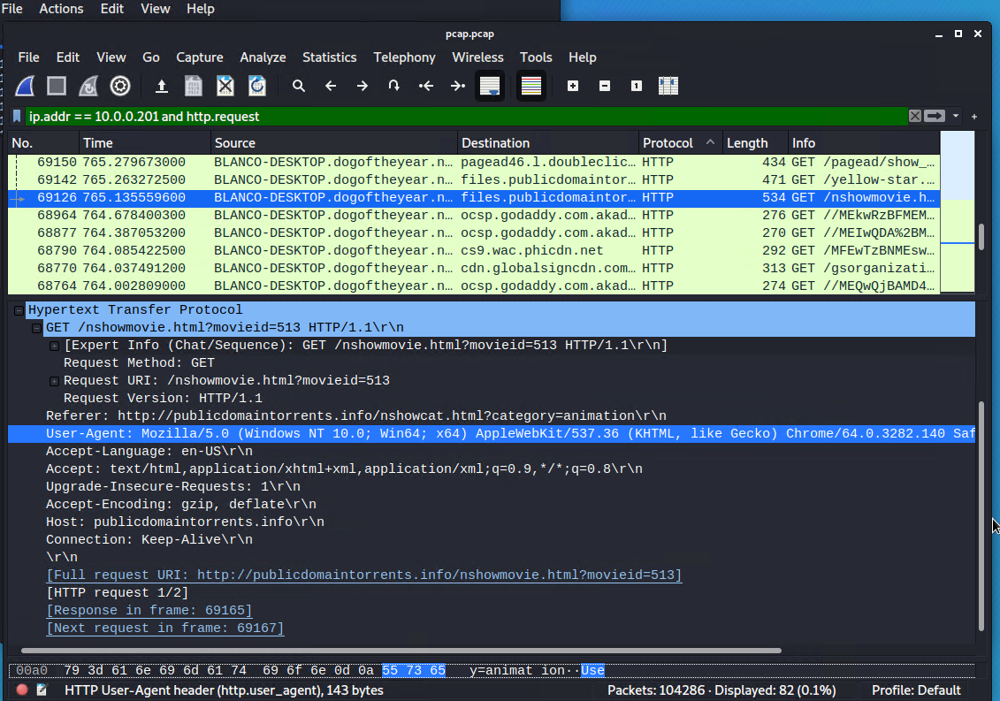 File Actions Edit View Help
pcap.pcap
File Edit View Go Capture Analyze Statistics Telephony Wireless Tools Help
ip.addr == 10.0.0.201 and http.request
No. Time Source Destination Protocol Length Info
69150 765.279673000 BLANCO-DESKTOP.dogoftheyear.n… pagead46.l.doubleclic… HTTP 434 GET /pagead/show_…
69142 765.263272500 BLANCO-DESKTOP.dogoftheyear.n… files.publicdomaintor… HTTP 471 GET /yellow-star.…
69126 765.135559600 BLANCO-DESKTOP.dogoftheyear.n… files.publicdomaintor… HTTP 534 GET /nshowmovie.h…
68964 764.678400300 BLANCO-DESKTOP.dogoftheyear.n… ocsp.godaddy.com.akad… HTTP 276 GET //MEkwRzBFMEM…
68877 764.387053200 BLANCO-DESKTOP.dogoftheyear.n… ocsp.godaddy.com.akad… HTTP 270 GET //MEIwQDA%2BM…
68790 764.085422500 BLANCO-DESKTOP.dogoftheyear.n… cs9.wac.phicdn.net HTTP 292 GET /MFEwTzBNMEsw…
68770 764.037491200 BLANCO-DESKTOP.dogoftheyear.n… cdn.globalsigncdn.com… HTTP 313 GET /gsorganizati…
68764 764.002809000 BLANCO-DESKTOP.dogoftheyear.n… ocsp.godaddy.com.akad… HTTP 274 GET //MEQwQjBAMD4…
Hypertext Transfer Protocol
GET /nshowmovie.html?movieid=513 HTTP/1.1\r\n
[Expert Info (Chat/Sequence): GET /nshowmovie.html?movieid=513 HTTP/1.1\r\n]
Request Method: GET
Request URI: /nshowmovie.html?movieid=513
Request Version: HTTP/1.1
Referer: http://publicdomaintorrents.info/nshowcat.html?category=animation\r\n
User-Agent: Mozilla/5.0 (Windows NT 10.0; Win64; x64) AppleWebKit/537.36 (KHTML, like Gecko) Chrome/64.0.3282.140 Saf
Accept-Language: en-US\r\n
Accept: text/html,application/xhtml+xml,application/xml;q=0.9,*/*;q=0.8\r\n
Upgrade-Insecure-Requests: 1\r\n
Accept-Encoding: gzip, deflate\r\n
Host: publicdomaintorrents.info\r\n
Connection: Keep-Alive\r\n
\r\n
[Full request URI: http://publicdomaintorrents.info/nshowmovie.html?movieid=513]
[HTTP request 1/2]
[Response in frame: 69165]
[Next request in frame: 69167]
00a0 79 3d 61 6e 69 6d 61 74 69 6f 6e 0d 0a 55 73 65 y=animat ion··Use
HTTP User-Agent header (http.user_agent), 143 bytes Packets: 104286 · Displayed: 82 (0.1%) Profile: Default